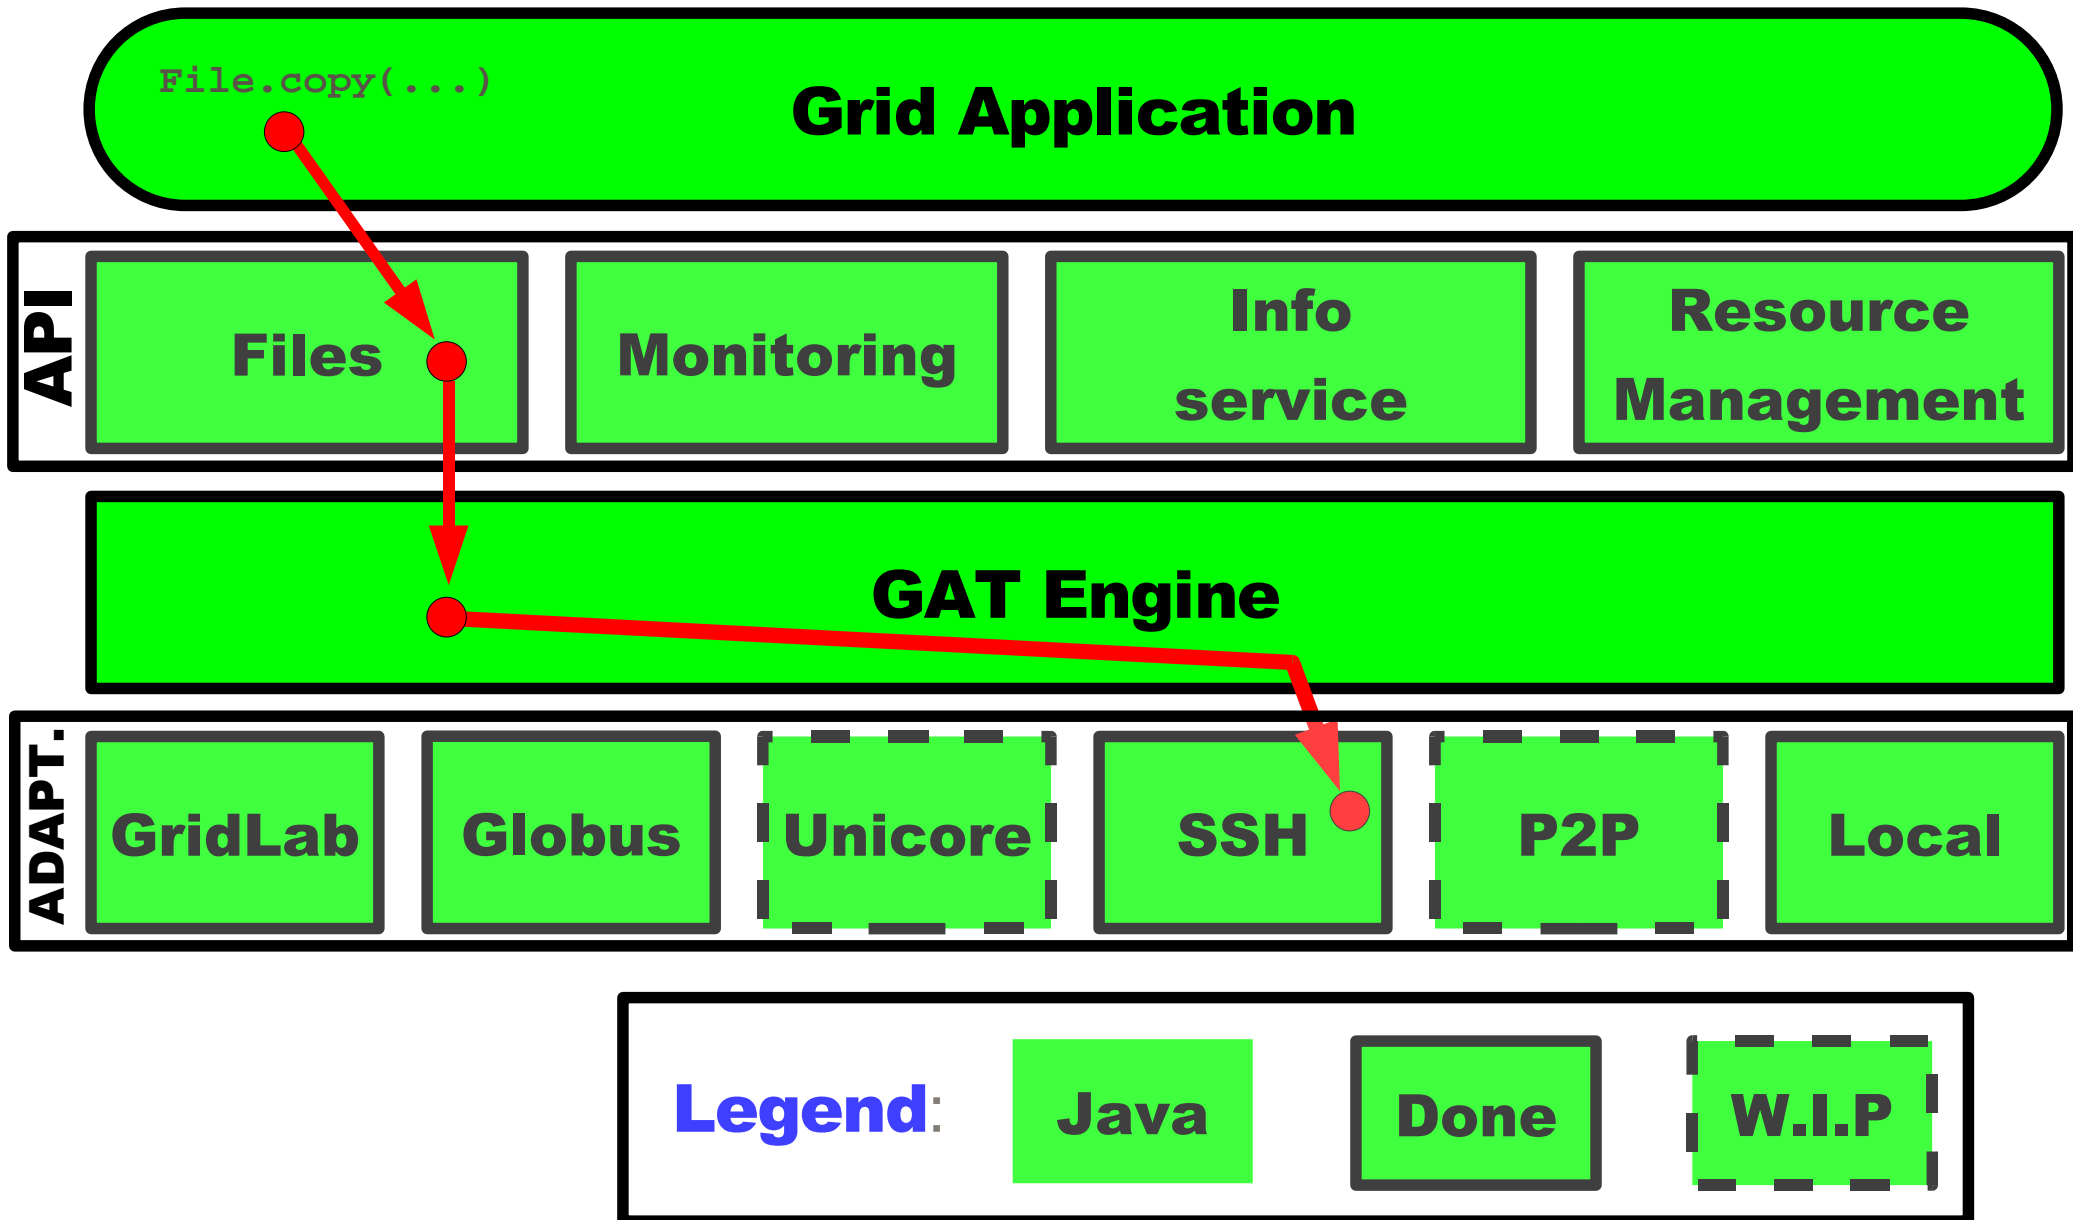 File.copy(...)
Grid Application
API
Files
Monitoring
Info
service
Resource
Management
GAT Engine
ADAPT.
GridLab
Globus
Unicore
SSH
P2P
Local
Legend:
Java
Done
W.I.P